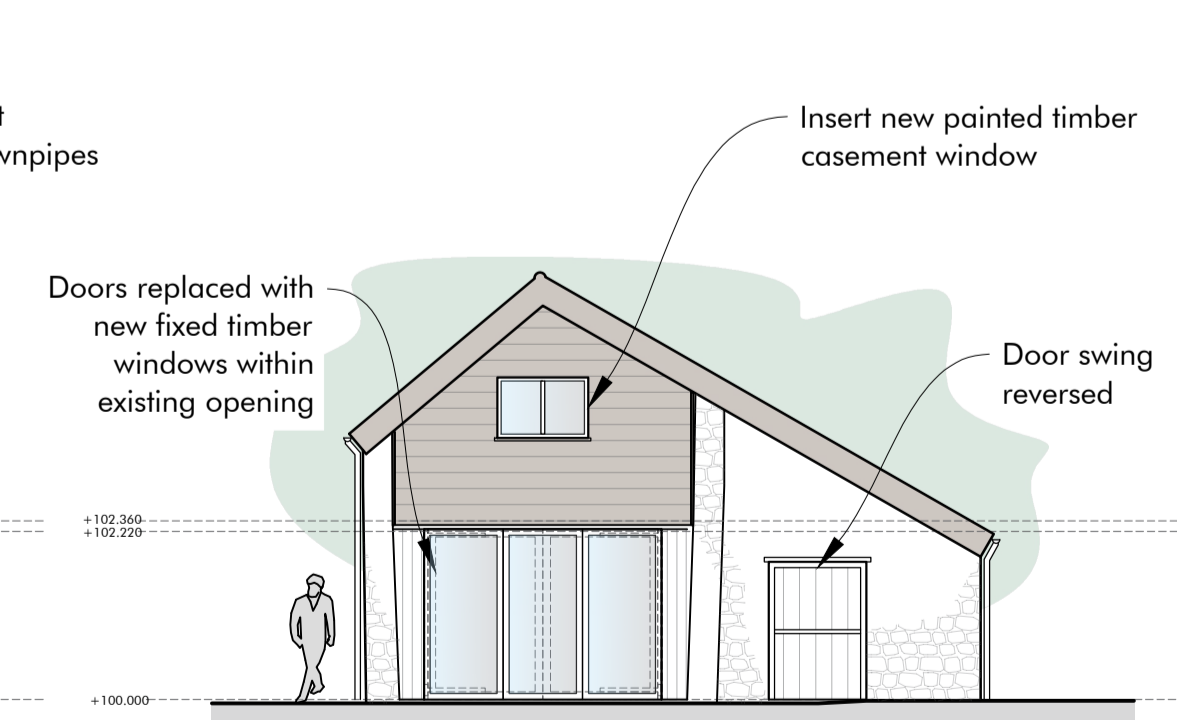 t
wnpipes
Insert new painted timber
casement window
Doors replaced with
new fixed timber
windows within
existing opening
Door swing
reversed
+102.360
+102.220
+100.000